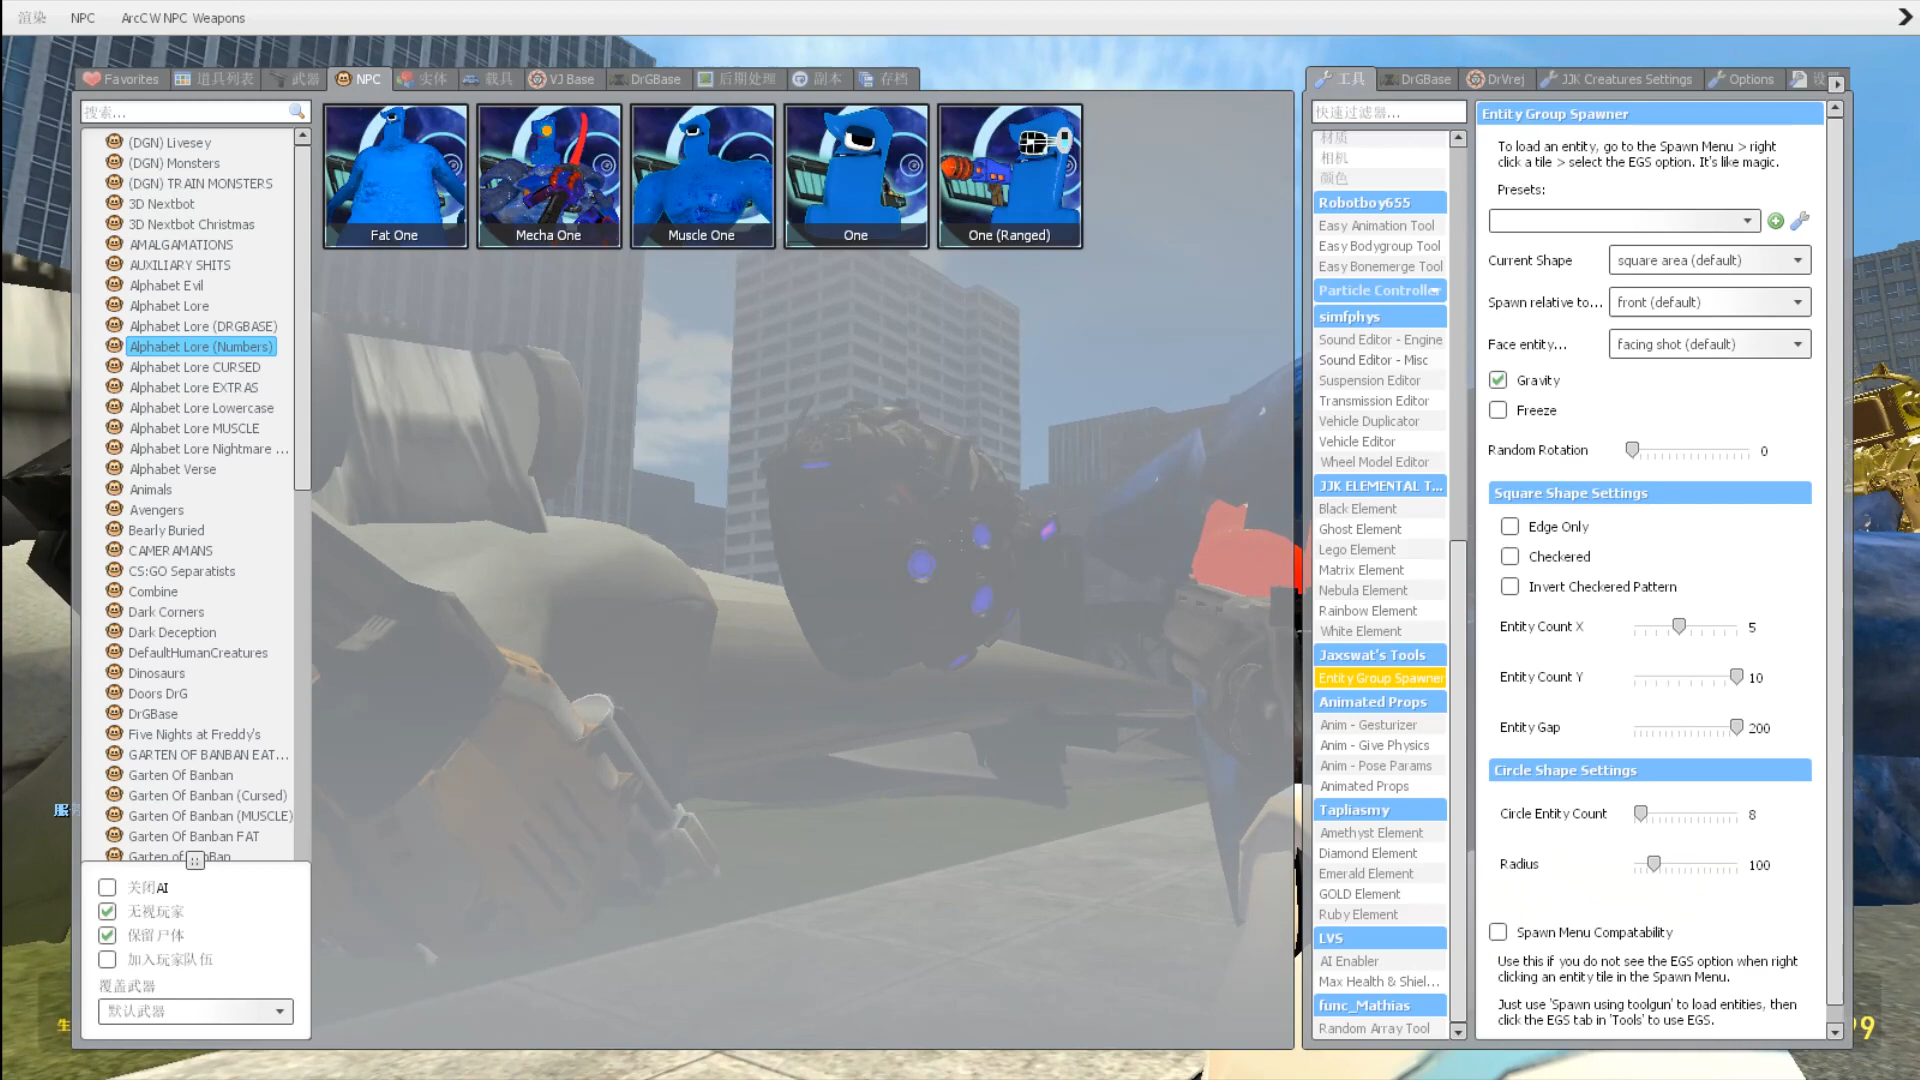 渲染 NPC ArcCW NPC Weapons
Favorites 道具列表 武器 NPC 实体 载具 VJ Base DrGBase 后期处理 副本 存档
搜索...
(DGN) Livesey
(DGN) Monsters
(DGN) TRAIN MONSTERS
3D Nextbot
3D Nextbot Christmas
AMALGAMATIONS
AUXILIARY SHITS
Alphabet Evil
Alphabet Lore
Alphabet Lore (DRGBASE)
Alphabet Lore (Numbers)
Alphabet Lore CURSED
Alphabet Lore EXTRAS
Alphabet Lore Lowercase
Alphabet Lore MUSCLE
Alphabet Lore Nightmare ...
Alphabet Verse
Animals
Avengers
Bearly Buried
CAMERAMANS
CS:GO Separatists
Combine
Dark Corners
Dark Deception
DefaultHumanCreatures
Dinosaurs
Doors DrG
DrGBase
Five Nights at Freddy's
GARTEN OF BANBAN EAT...
Garten Of Banban
Garten Of Banban (Cursed)
Garten Of Banban (MUSCLE)
Garten Of Banban FAT
关闭AI
无视玩家
保留尸体
加入玩家队伍
覆盖武器
默认武器
Fat One
Mecha One
Muscle One
One
One (Ranged)
工具 DrGBase DrVrej JJK Creatures Settings Options
快速过滤器...
材质
相机
颜色
Robotboy655
Easy Animation Tool
Easy Bodygroup Tool
Easy Bonemerge Tool
Particle Controller
simfphys
Sound Editor - Engine
Sound Editor - Misc
Suspension Editor
Transmission Editor
Vehicle Duplicator
Vehicle Editor
Wheel Model Editor
JJK ELEMENTAL T...
Black Element
Ghost Element
Lego Element
Matrix Element
Nebula Element
Rainbow Element
White Element
Jaxswat's Tools
Entity Group Spawner
Animated Props
Anim - Gesturizer
Anim - Give Physics
Anim - Pose Params
Animated Props
Tapliasmy
Amethyst Element
Diamond Element
Emerald Element
GOLD Element
Ruby Element
LVS
AI Enabler
Max Health & Shiel...
func_Mathias
Random Array Tool
Entity Group Spawner
To load an entity, go to the Spawn Menu > right
click a tile > select the EGS option. It's like magic.
Presets:
Current Shape square area (default)
Spawn relative to... front (default)
Face entity... facing shot (default)
Gravity
Freeze
Random Rotation 0
Square Shape Settings
Edge Only
Checkered
Invert Checkered Pattern
Entity Count X 5
Entity Count Y 10
Entity Gap 200
Circle Shape Settings
Circle Entity Count 8
Radius 100
Spawn Menu Compatability
Use this if you do not see the EGS option when right
clicking an entity tile in the Spawn Menu.
Just use 'Spawn using toolgun' to load entities, then
click the EGS tab in 'Tools' to use EGS.